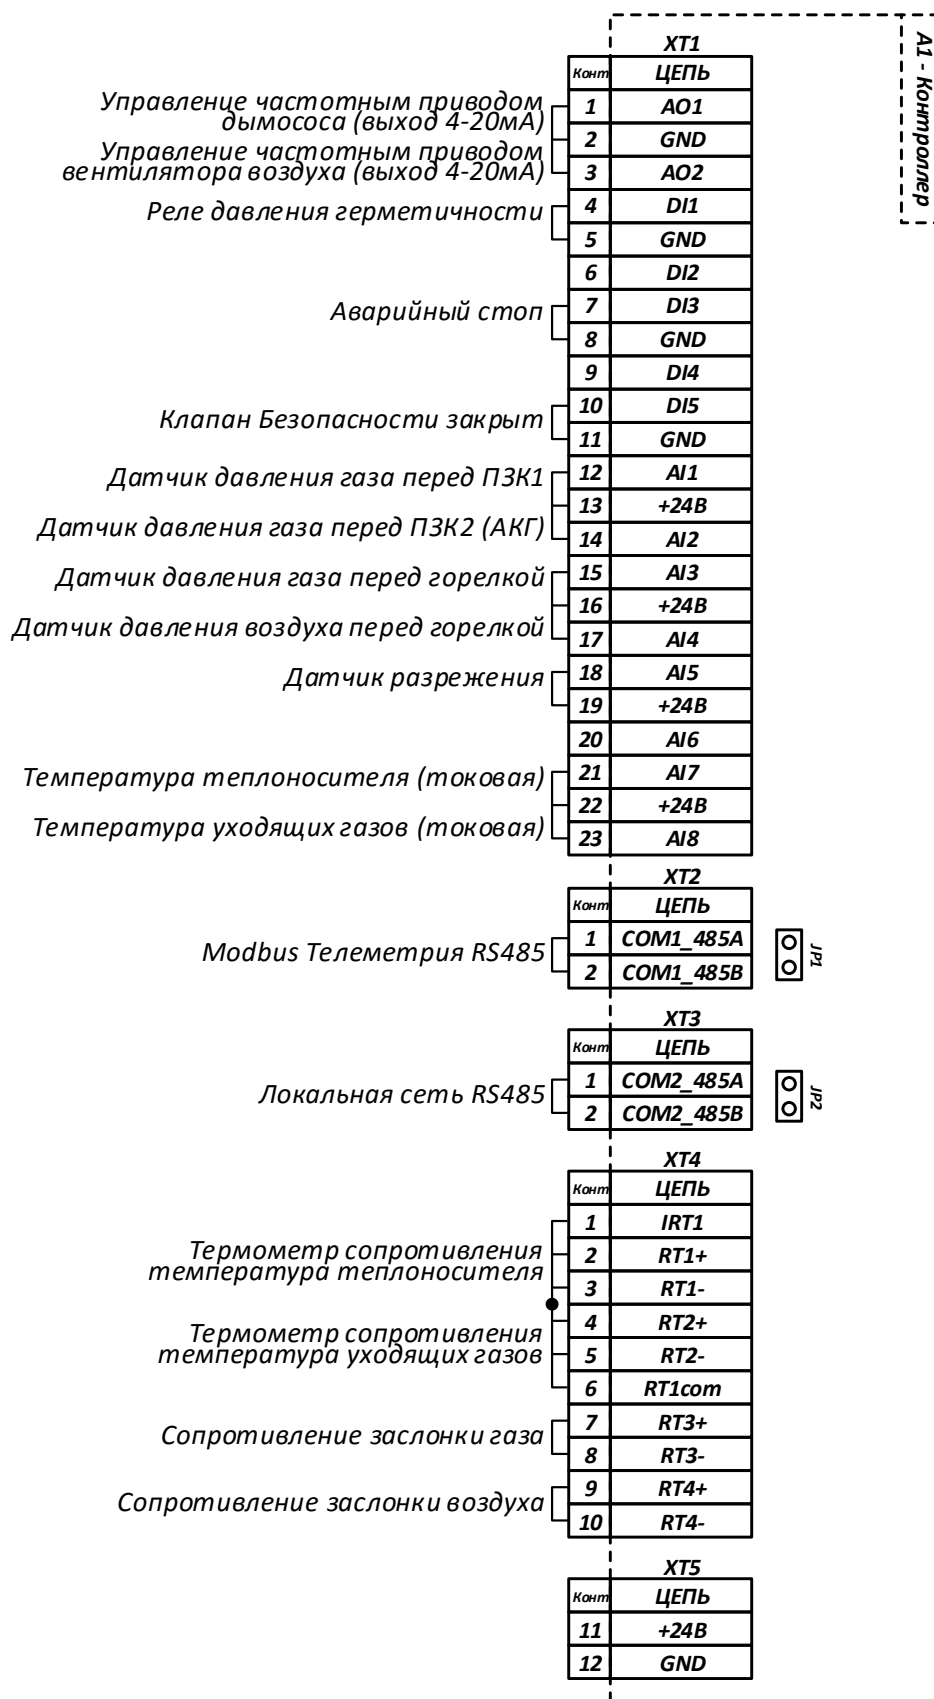 А1 - Контроллер
XT1
Конт ЦЕПЬ
Управление частотным приводом
дымососа (выход 4-20мА)
1 AO1
2 GND
Управление частотным приводом
вентилятора воздуха (выход 4-20мА)
3 AO2
Реле давления герметичности
4 DI1
5 GND
6 DI2
Аварийный стоп
7 DI3
8 GND
9 DI4
Клапан Безопасности закрыт
10 DI5
11 GND
Датчик давления газа перед ПЗК1
12 AI1
13 +24В
Датчик давления газа перед ПЗК2 (АКГ)
14 AI2
Датчик давления газа перед горелкой
15 AI3
16 +24В
Датчик давления воздуха перед горелкой
17 AI4
Датчик разрежения
18 AI5
19 +24В
20 AI6
Температура теплоносителя (токовая)
21 AI7
22 +24В
Температура уходящих газов (токовая)
23 AI8
XT2
Конт ЦЕПЬ
Modbus Телеметрия RS485
1 COM1_485A
2 COM1_485B
JP1
XT3
Конт ЦЕПЬ
Локальная сеть RS485
1 COM2_485A
2 COM2_485B
JP2
XT4
Конт ЦЕПЬ
1 IRT1
Термометр сопротивления
температура теплоносителя
2 RT1+
3 RT1-
Термометр сопротивления
температура уходящих газов
4 RT2+
5 RT2-
6 RT1com
Сопротивление заслонки газа
7 RT3+
8 RT3-
Сопротивление заслонки воздуха
9 RT4+
10 RT4-
XT5
Конт ЦЕПЬ
11 +24В
12 GND